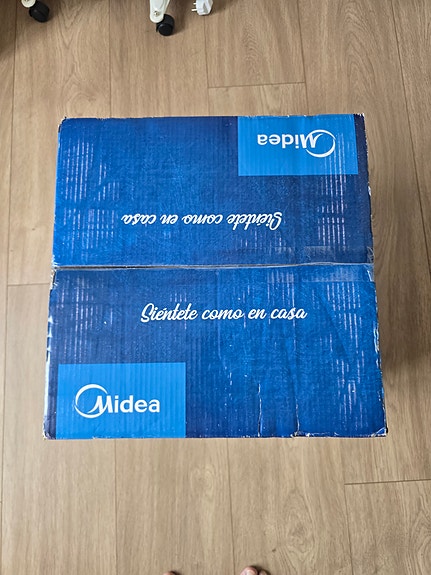 Midea
Siéntete como en casa
Siéntete como en casa
Midea